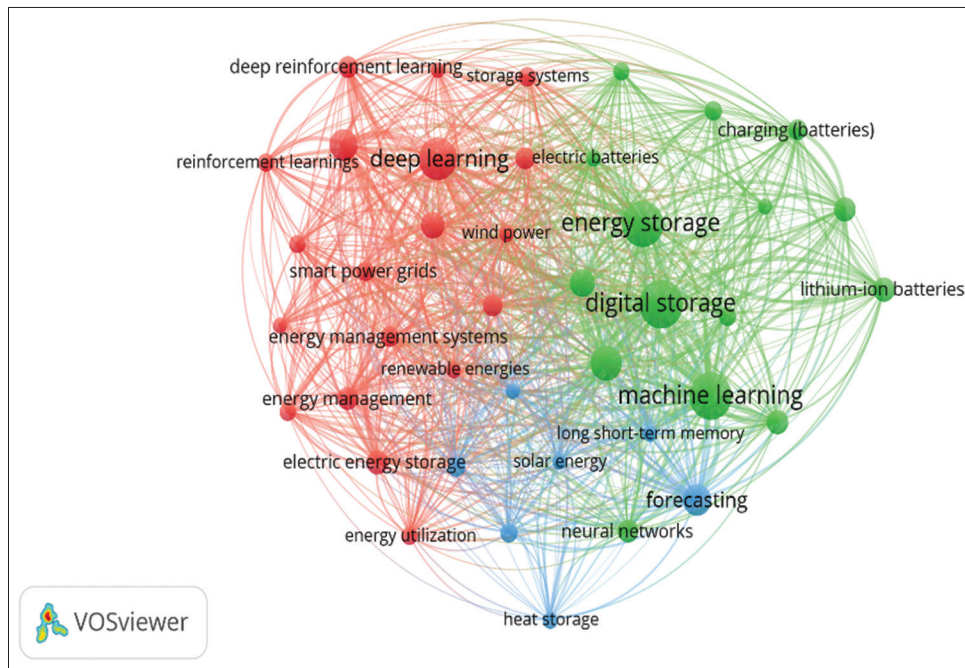 deep reinforcement learning
storage systems
charging (batteries)
reinforcement learnings
deep learning
electric batteries
energy storage
wind power
smart power grids
lithium-ion batteries
digital storage
energy management systems
renewable energies
energy management
machine learning
long short-term memory
electric energy storage
solar energy
forecasting
energy utilization
neural networks
heat storage
VOSviewer